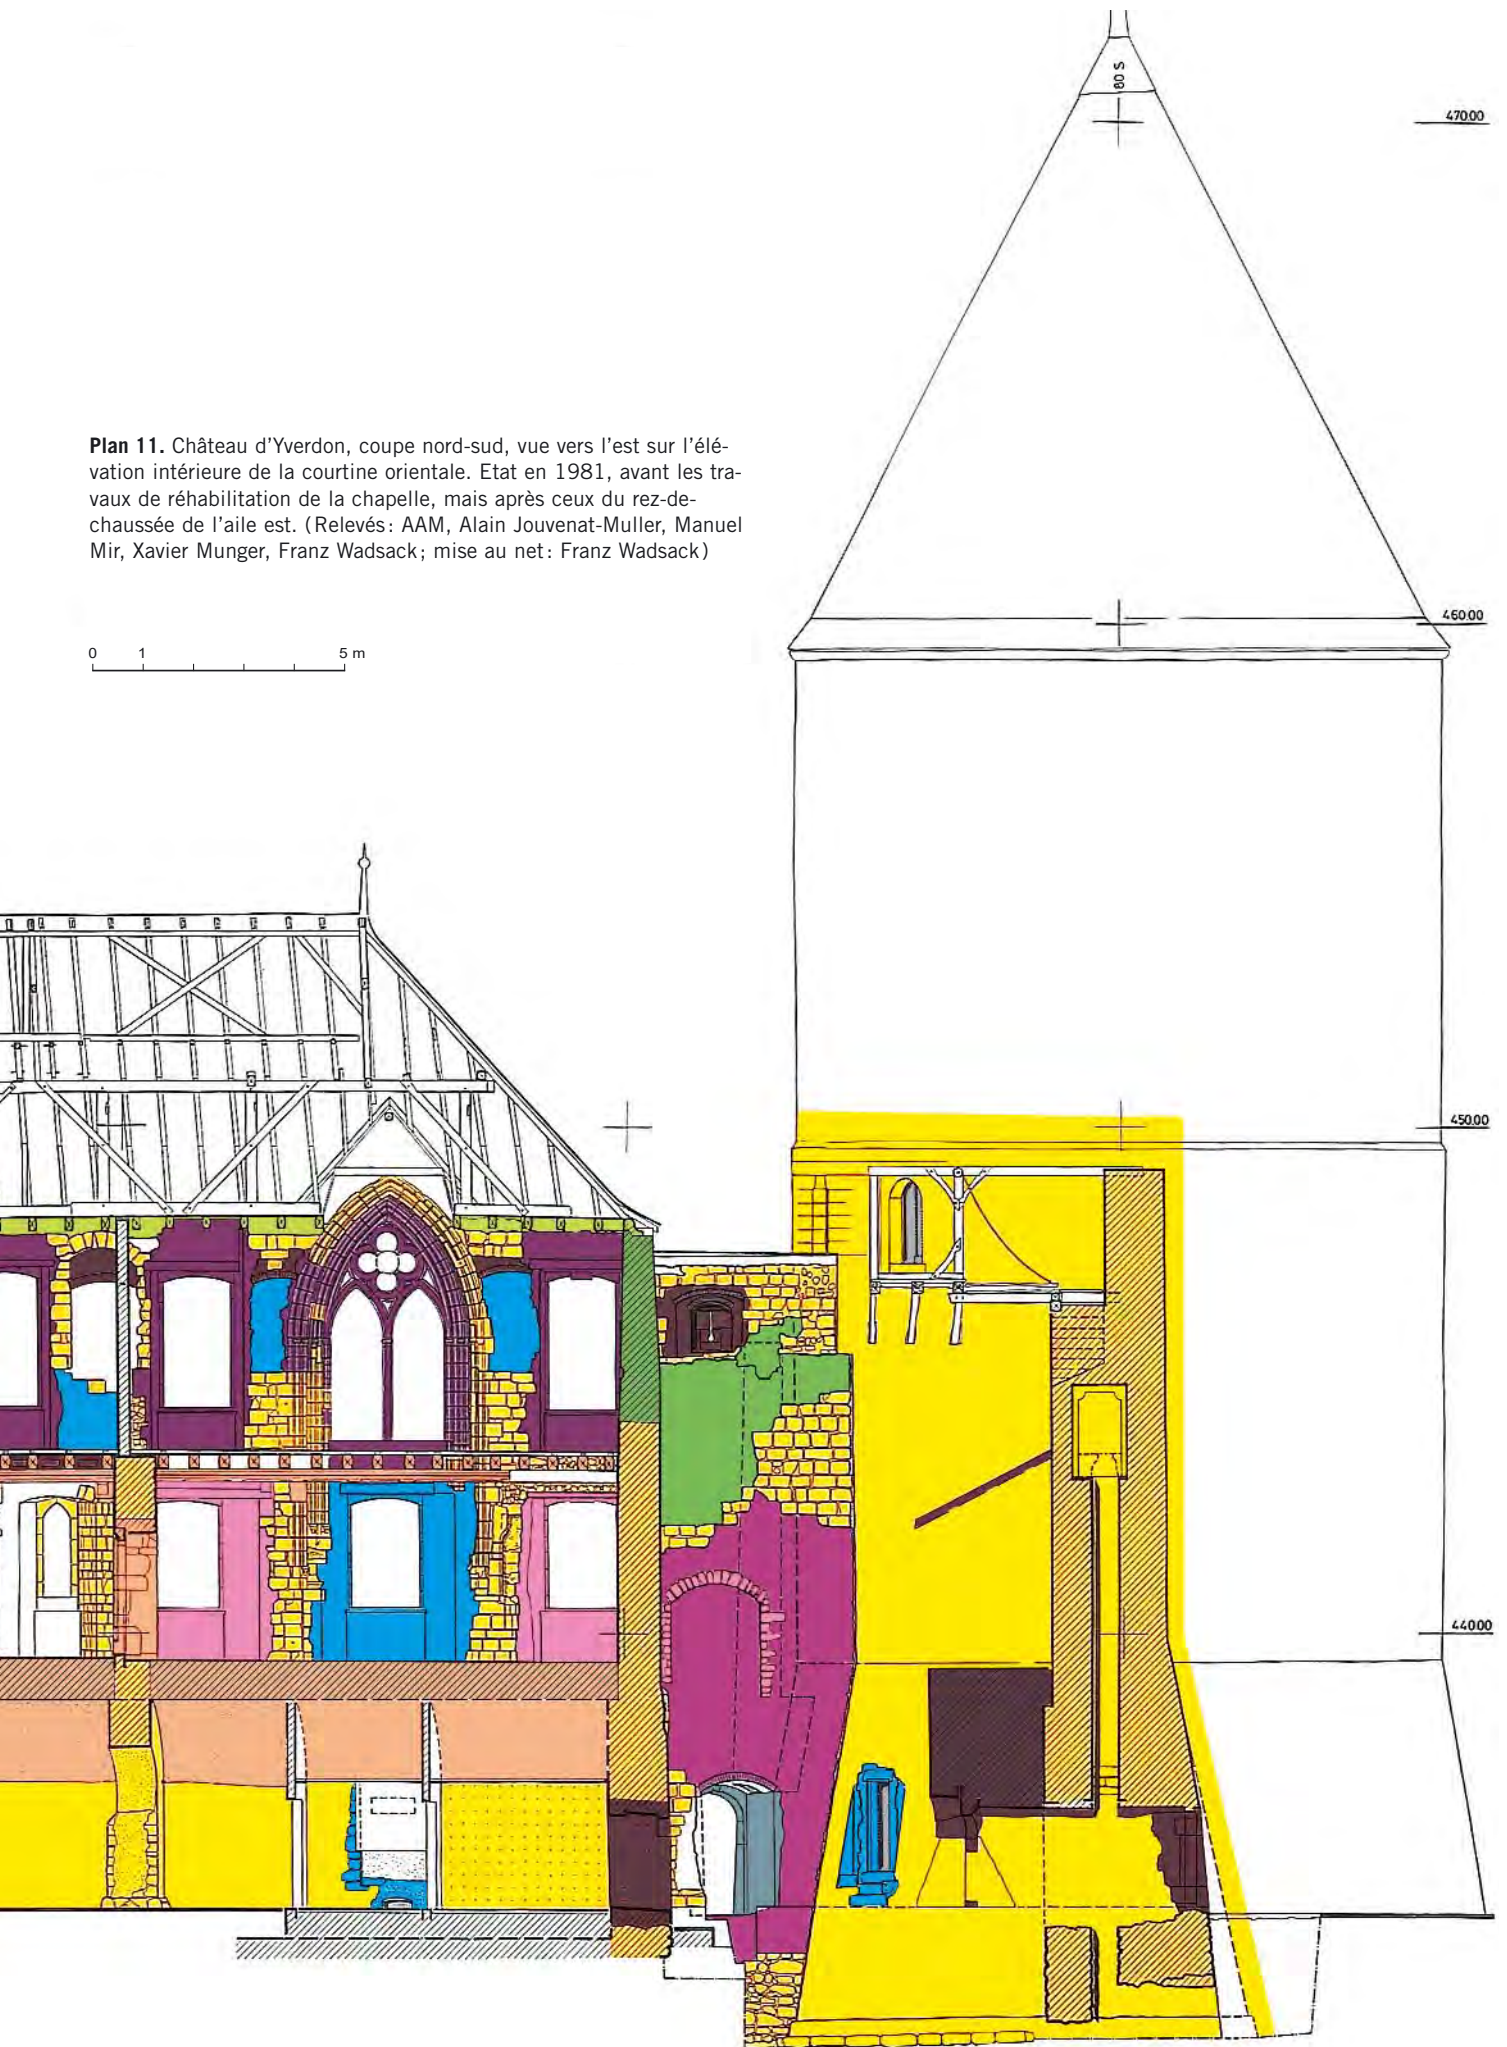 80 S
470.00
Plan 11. Château d'Yverdon, coupe nord-sud, vue vers l'est sur l'élé-
vation intérieure de la courtine orientale. Etat en 1981, avant les tra-
vaux de réhabilitation de la chapelle, mais après ceux du rez-de-
chaussée de l'aile est. (Relevés: AAM, Alain Jouvenat-Muller, Manuel
Mir, Xavier Munger, Franz Wadsack; mise au net: Franz Wadsack)
460.00
0 1 5 m
450.00
440.00